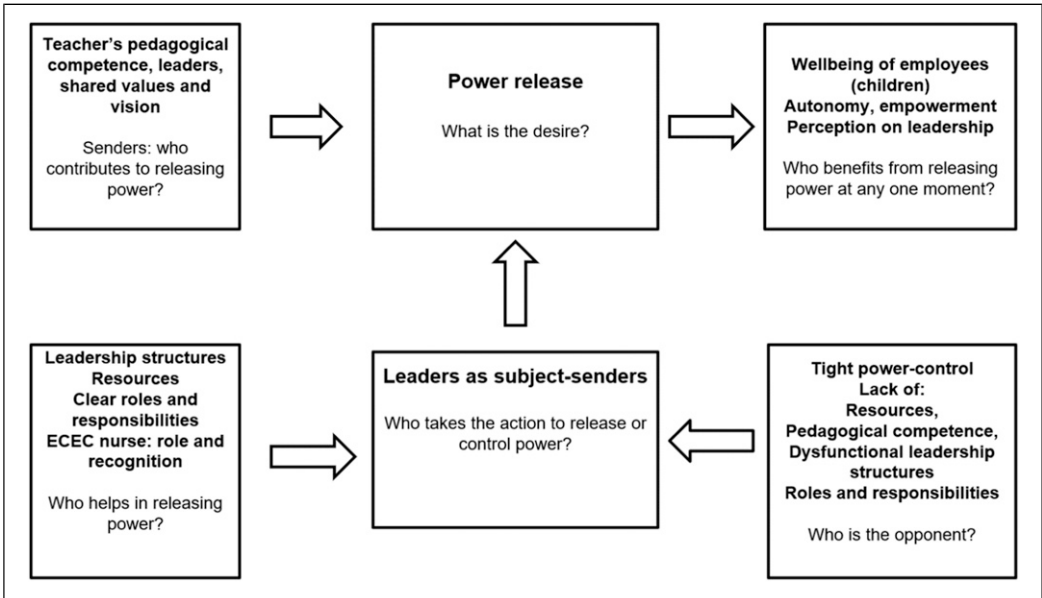 Teacher's pedagogical
competence, leaders,
shared values and
vision
Senders: who
contributes to releasing
power?
Power release
What is the desire?
Wellbeing of employees
(children)
Autonomy, empowerment
Perception on leadership
Who benefits from releasing
power at any one moment?
Leadership structures
Resources
Clear roles and
responsibilities
ECEC nurse: role and
recognition
Who helps in releasing
power?
Leaders as subject-senders
Who takes the action to release or
control power?
Tight power-control
Lack of:
Resources,
Pedagogical competence,
Dysfunctional leadership
structures
Roles and responsibilities
Who is the opponent?